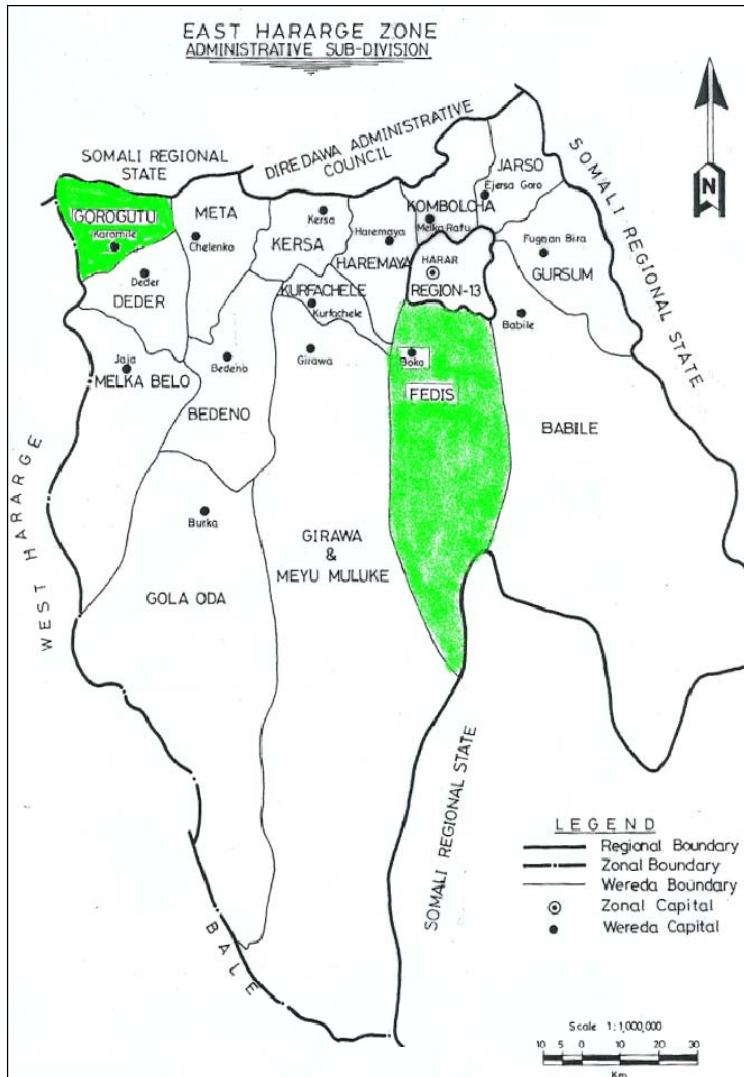 EAST HARARGE ZONE
ADMINISTRATIVE SUB-DIVISION
DIREDAWA ADMINISTRATIVE
COUNCIL
SOMALI REGIONAL
STATE
JARSO
Ejersa Goro
SOMALI REGIONAL STATE
N
GOROGUTU
Karamile
META
Chelenko
Kersa
KERSA
Haremaya
HAREMAYA
KOMBOLCHA
Melka Rafu
HARAR
REGION-13
Fugnan Bira
GURSUM
Deder
DEDER
KURFACHELE
Kurfachele
Babile
Jaja
MELKA BELO
Bedeno
BEDENO
Girawa
Boko
FEDIS
BABILE
WEST HARARGE
Burka
GOLA ODA
GIRAWA
&
MEYU MULUKE
SOMALI REGIONAL STATE
BALE
LEGEND
Regional Boundary
Zonal Boundary
Wereda Boundary
Zonal Capital
Wereda Capital
Scale 1:1,000,000
10 5 0 10 20 30
Km